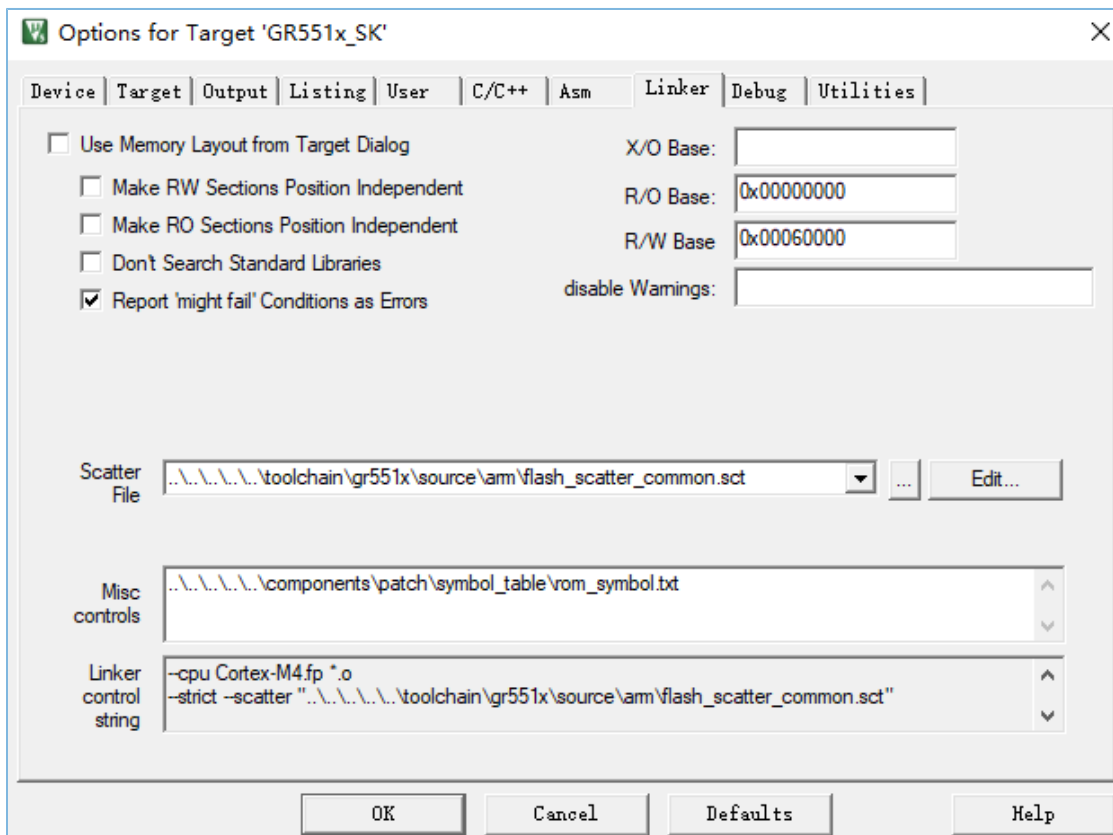 Options for Target 'GR551x_SK'
Device Target Output Listing User C/C++ Asm Linker Debug Utilities
Use Memory Layout from Target Dialog
Make RW Sections Position Independent
Make RO Sections Position Independent
Don't Search Standard Libraries
Report 'might fail' Conditions as Errors
X/O Base:
R/O Base: 0x00000000
R/W Base 0x00060000
disable Warnings:
Scatter
File
..\..\..\..\..\toolchain\gr551x\source\arm\flash_scatter_common.sct
...
Edit...
Misc
controls
..\..\..\..\..\components\patch\symbol_table\rom_symbol.txt
Linker
control
string
--cpu Cortex-M4.fp *.o
--strict --scatter "..\..\..\..\..\toolchain\gr551x\source\arm\flash_scatter_common.sct"
OK Cancel Defaults Help